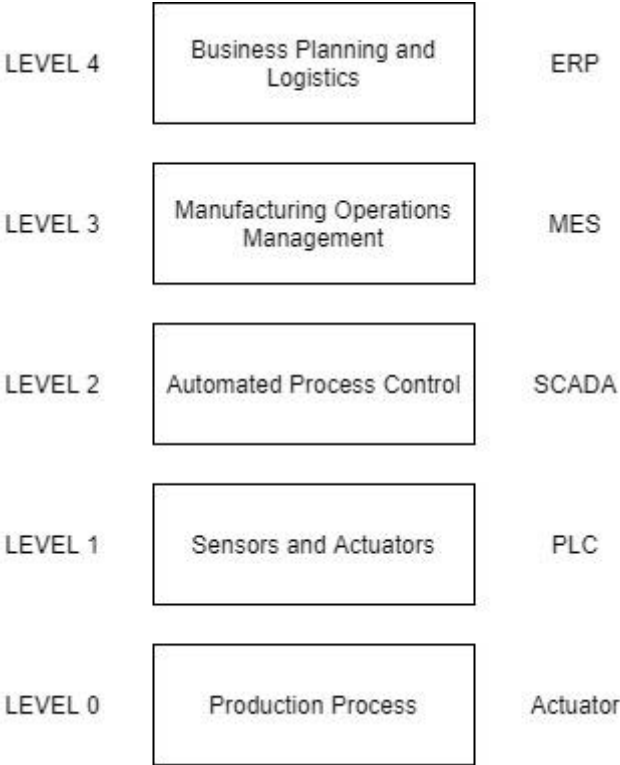 LEVEL 4
Business Planning and
Logistics
ERP
LEVEL 3
Manufacturing Operations
Management
MES
LEVEL 2
Automated Process Control
SCADA
LEVEL 1
Sensors and Actuators
PLC
LEVEL 0
Production Process
Actuator